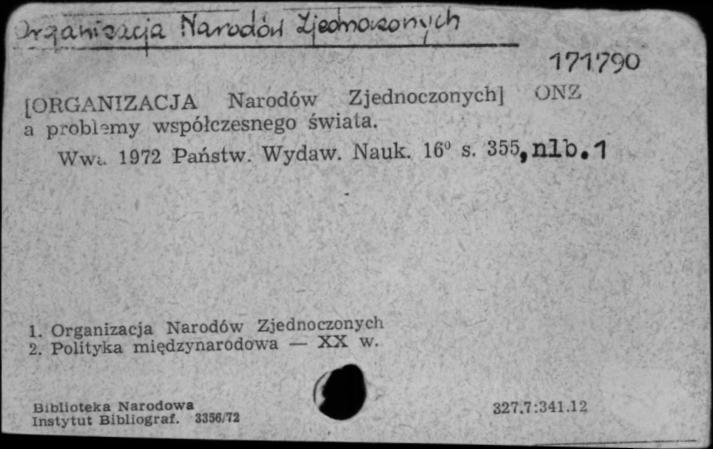 Organizacja Narodów Zjednoczonych
171790
[ORGANIZACJA Narodów Zjednoczonych] ONZ
a problemy współczesnego świata.
Wwa. 1972 Państw. Wydaw. Nauk. 16⁰ s. 355, nlb. 1
1. Organizacja Narodów Zjednoczonych
2. Polityka międzynarodowa — XX w.
Biblioteka Narodowa
Instytut Bibliograf. 3356/72
327.7:341.12